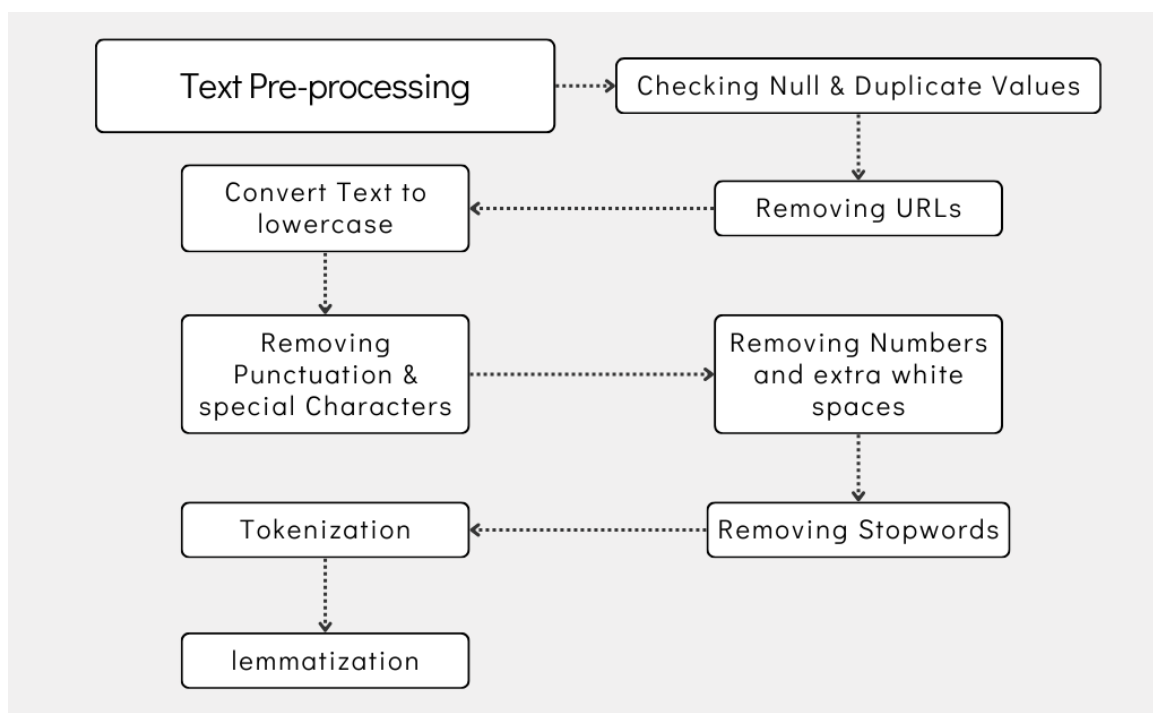 Text Pre-processing
Checking Null & Duplicate Values
Removing URLs
Convert Text to
lowercase
Removing
Punctuation &
special Characters
Removing Numbers
and extra white
spaces
Removing Stopwords
Tokenization
lemmatization